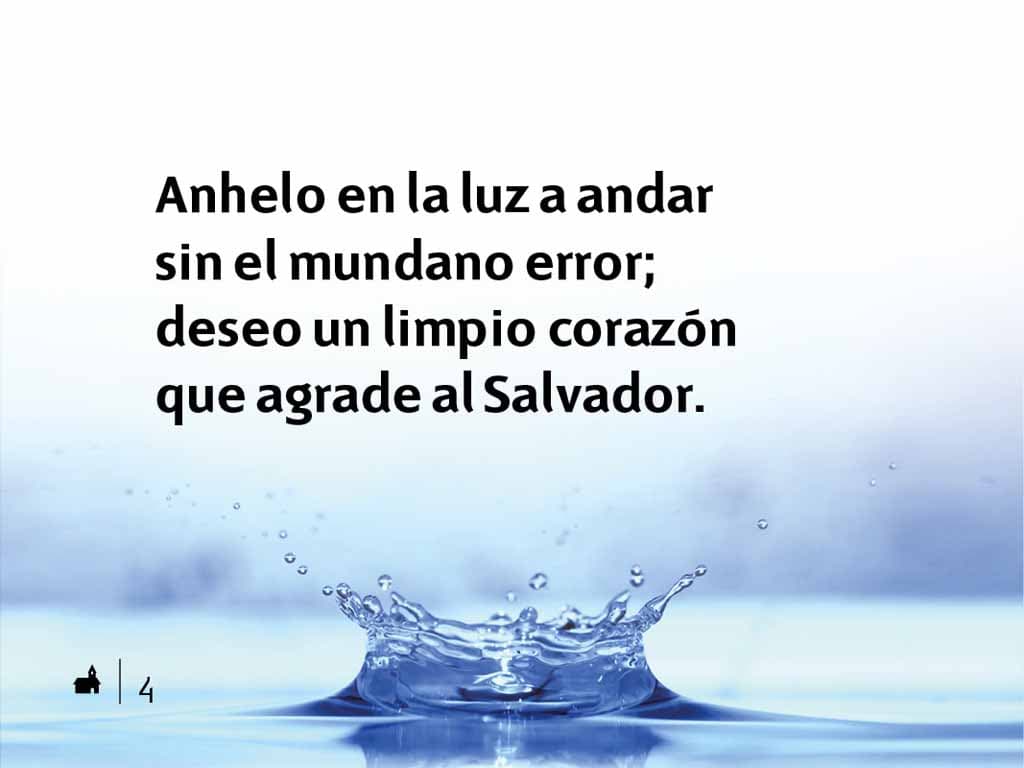 Anhelo en la luz a andar
sin el mundano error;
deseo un limpio corazón
que agrade al Salvador.
4